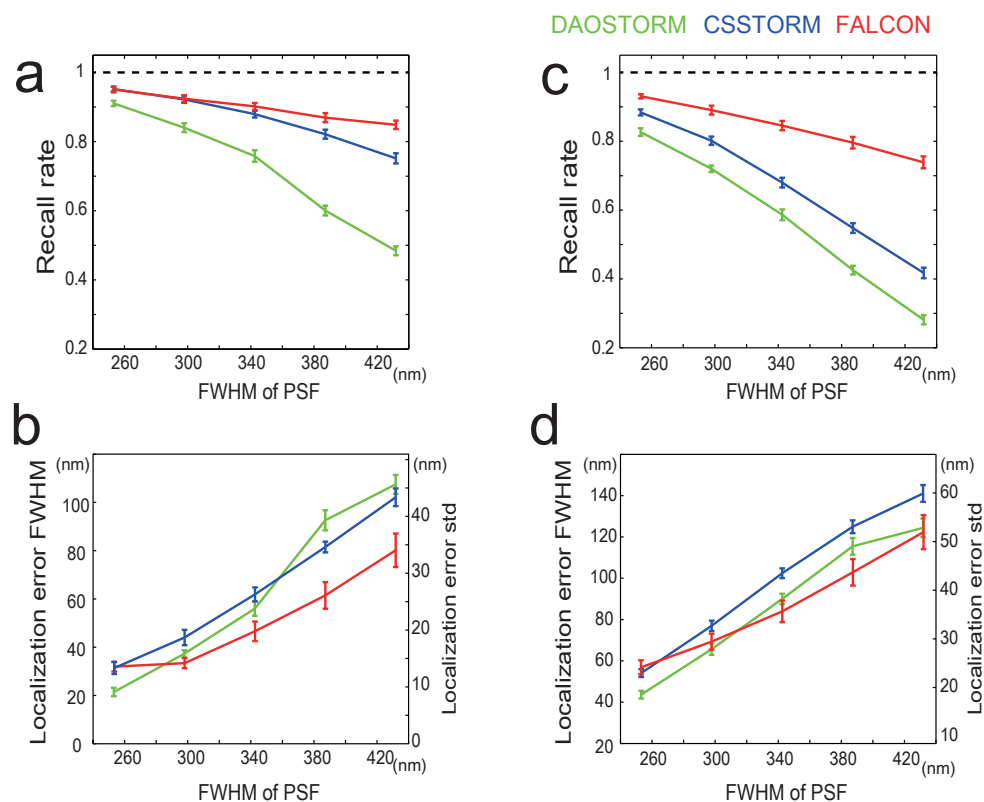 DAOSTORM CSSTORM FALCON
a
1
0.8
0.6
0.4
0.2
Recall rate
260 300 340 380 420 (nm)
FWHM of PSF
c
1
0.8
0.6
0.4
0.2
Recall rate
260 300 340 380 420 (nm)
FWHM of PSF
b
(nm)
100
80
60
40
20
0
Localization error FWHM
(nm)
40
30
20
10
0
Localization error std
260 300 340 380 420 (nm)
FWHM of PSF
d
(nm)
140
120
100
80
60
40
20
Localization error FWHM
(nm)
60
50
40
30
20
10
Localization error std
260 300 340 380 420 (nm)
FWHM of PSF